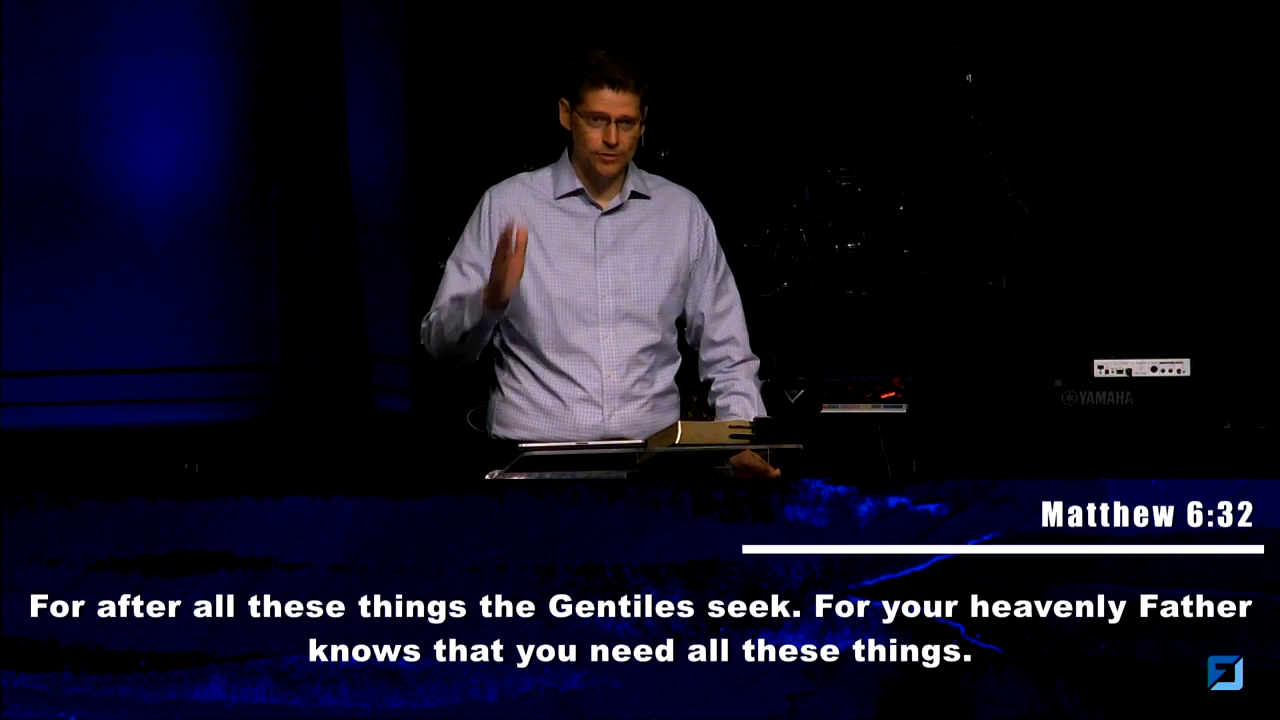 YAMAHA
Matthew 6:32
For after all these things the Gentiles seek. For your heavenly Father
knows that you need all these things.